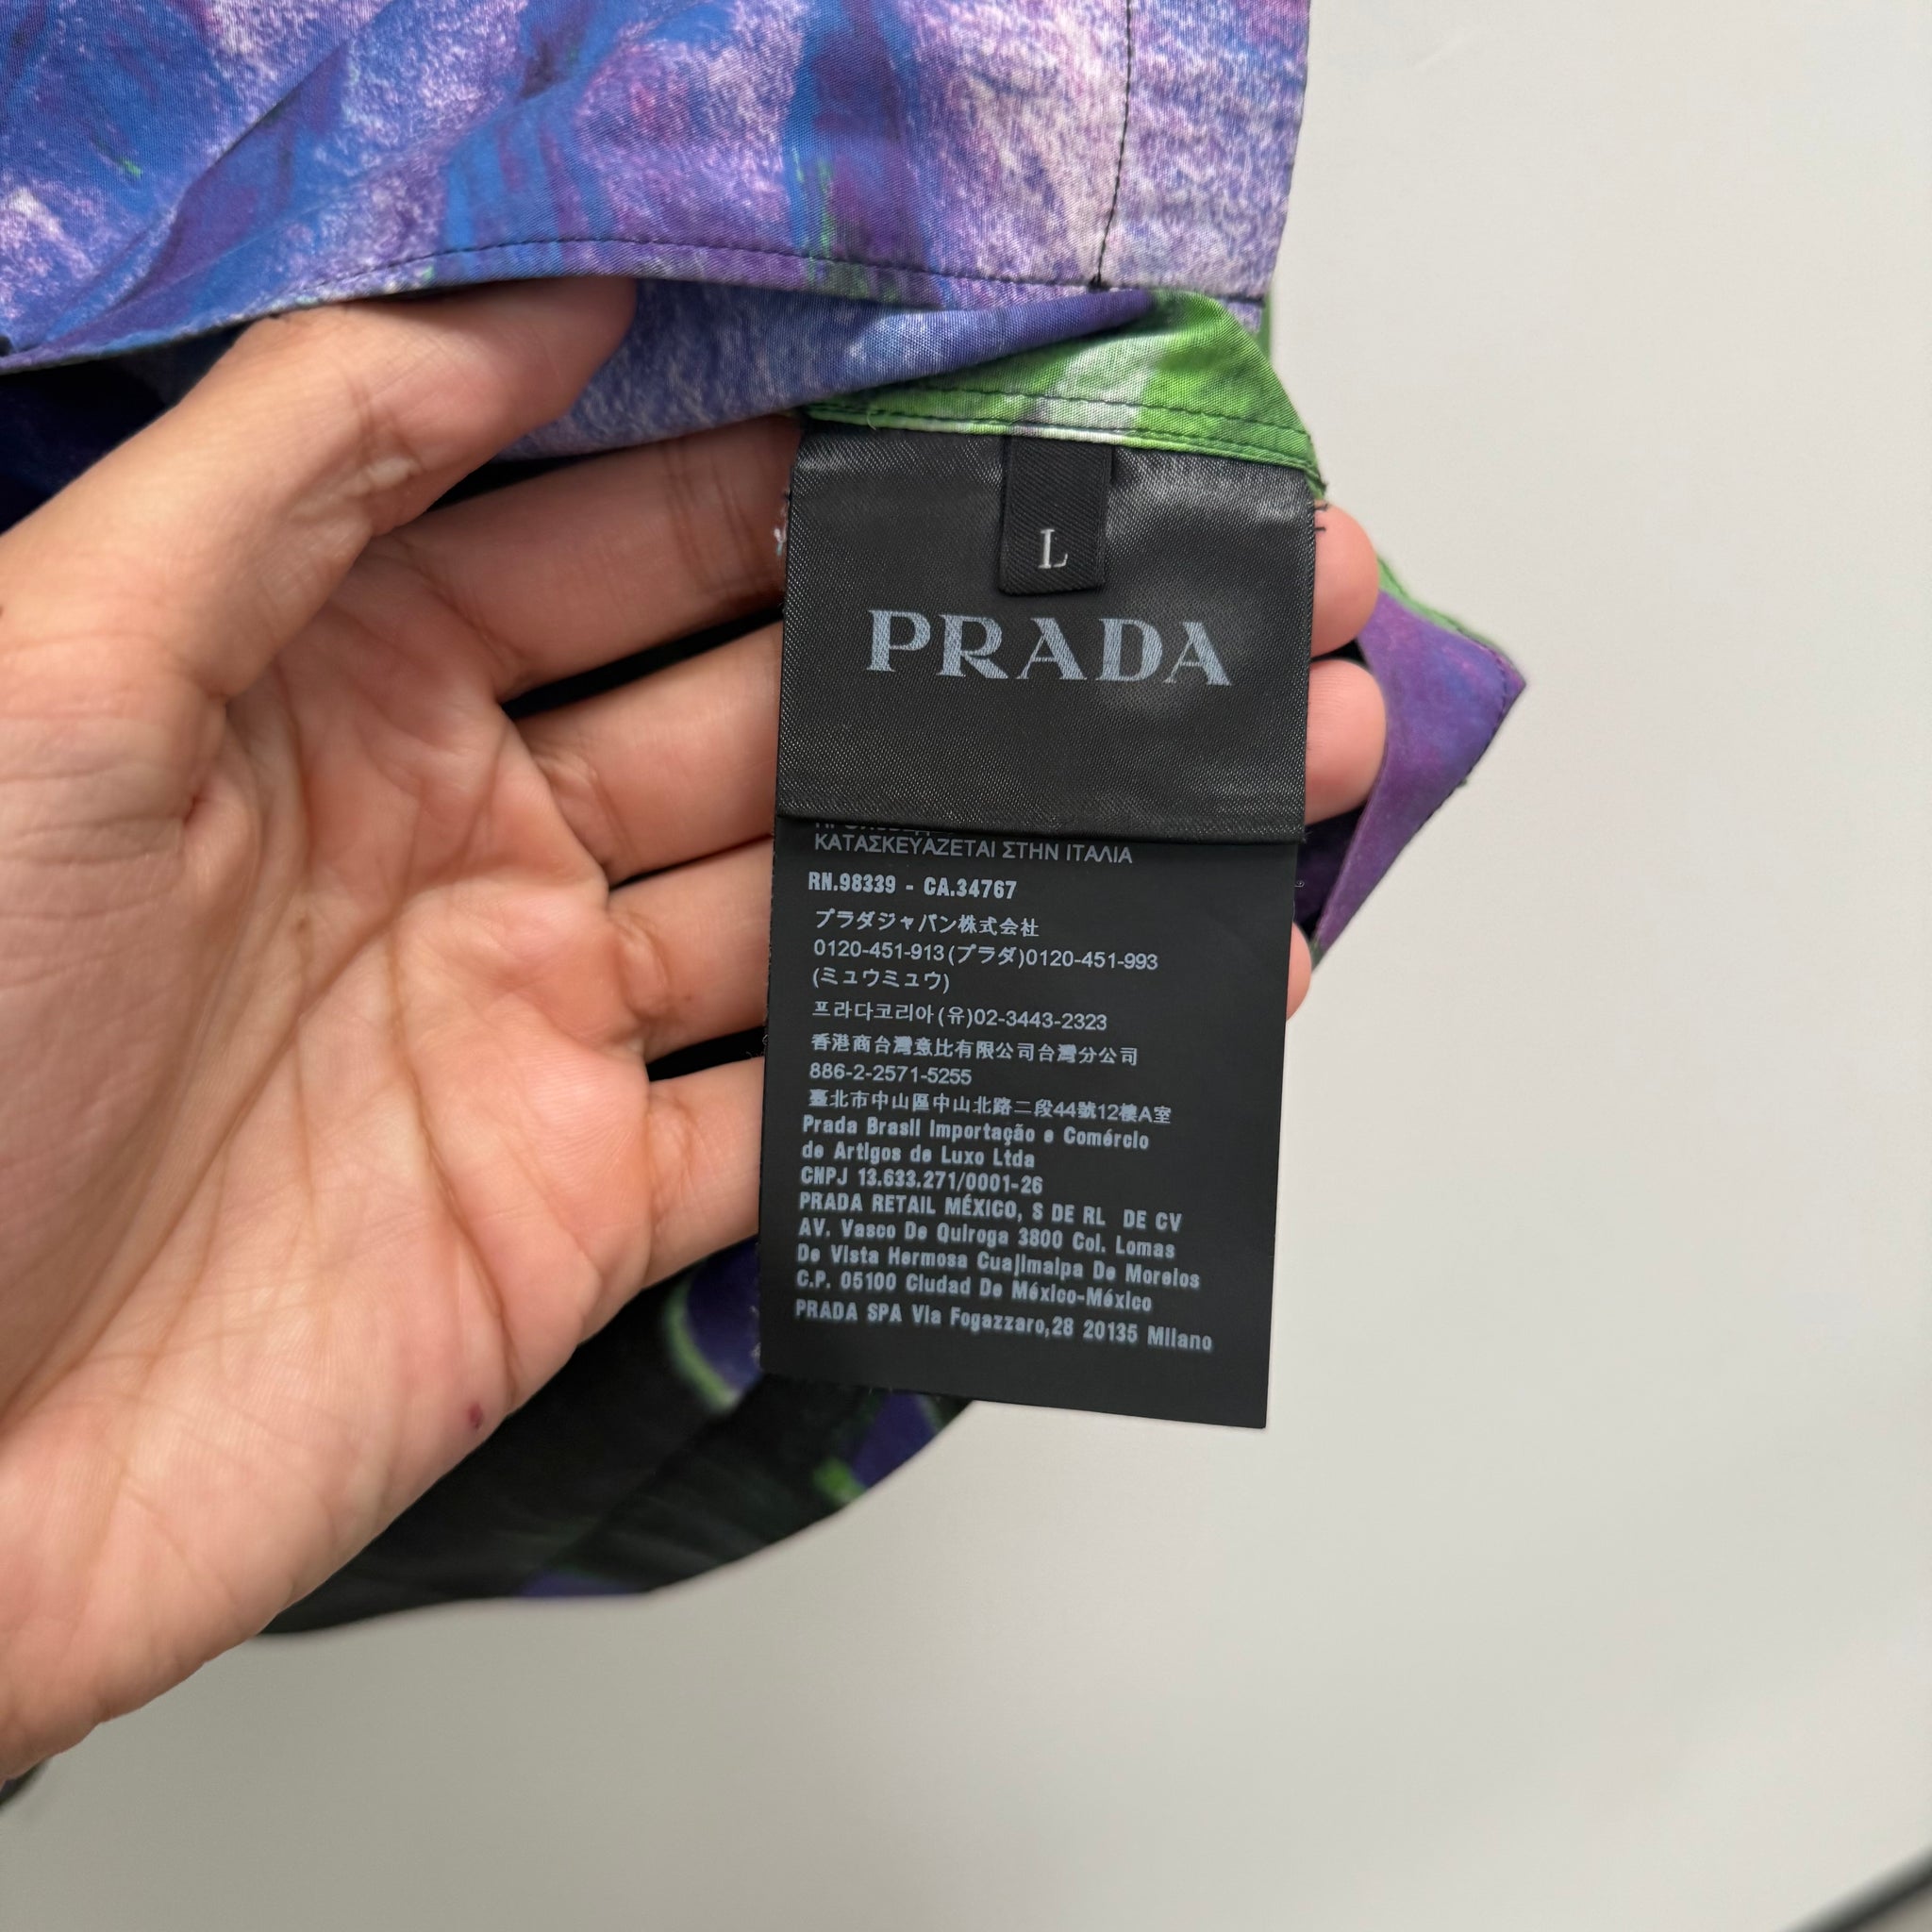 L
PRADA
ΚΑΤΑΣΚΕΥΑΖΕΤΑΙ ΣΤΗΝ ΙΤΑΛΙΑ
RN.98339 - CA.34767
プラダジャパン株式会社
0120-451-913(プラダ)0120-451-993
(ミュウミュウ)
프라다코리아(유)02-3443-2323
香港商台灣意比有限公司台灣分公司
886-2-2571-5255
臺北市中山區中山北路二段44號12樓A室
Prada Brasil Importação e Comércio
de Artigos de Luxo Ltda
CNPJ 13.633.271/0001-26
PRADA RETAIL MÉXICO, S DE RL DE CV
AV. Vasco De Quiroga 3800 Col. Lomas
De Vista Hermosa Cuajimalpa De Morelos
C.P. 05100 Ciudad De México-México
PRADA SPA Via Fogazzaro,28 20135 Milano